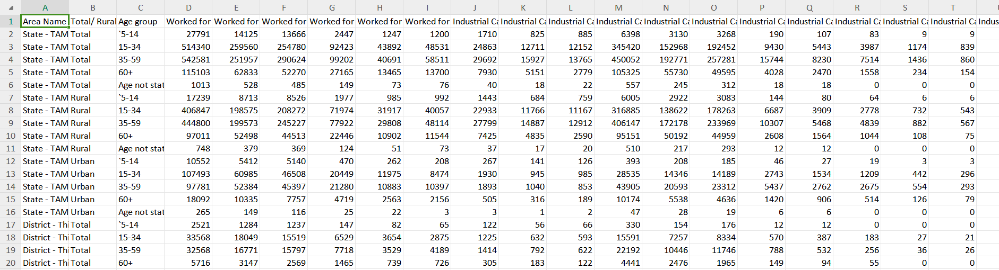 A B C D E F G H I J K L M N O P Q R S T
1 Area Name Total/ Rural Age group Worked for Worked for Worked for Worked for Worked for Worked for Industrial Ca Industrial Ca Industrial Ca Industrial Ca Industrial Ca Industrial Ca Industrial Ca Industrial Ca Industrial Ca Industrial Ca Industrial Ca Indus
2 State - TAM Total `5-14 27791 14125 13666 2447 1247 1200 1710 825 885 6398 3130 3268 190 107 83 9 9
3 State - TAM Total 15-34 514340 259560 254780 92423 43892 48531 24863 12711 12152 345420 152968 192452 9430 5443 3987 1174 839
4 State - TAM Total 35-59 542581 251957 290624 99202 40691 58511 29692 15927 13765 450052 192771 257281 15744 8230 7514 1436 860
5 State - TAM Total 60+ 115103 62833 52270 27165 13465 13700 7930 5151 2779 105325 55730 49595 4028 2470 1558 234 154
6 State - TAM Total Age not stat 1013 528 485 149 73 76 40 18 22 557 245 312 18 18 0 0 0
7 State - TAM Rural `5-14 17239 8713 8526 1977 985 992 1443 684 759 6005 2922 3083 144 80 64 6 6
8 State - TAM Rural 15-34 406847 198575 208272 71974 31917 40057 22933 11766 11167 316885 138622 178263 6687 3909 2778 732 543
9 State - TAM Rural 35-59 444800 199573 245227 77922 29808 48114 27799 14887 12912 406147 172178 233969 10307 5468 4839 882 567
10 State - TAM Rural 60+ 97011 52498 44513 22446 10902 11544 7425 4835 2590 95151 50192 44959 2608 1564 1044 108 75
11 State - TAM Rural Age not stat 748 379 369 124 51 73 37 17 20 510 217 293 12 12 0 0 0
12 State - TAM Urban `5-14 10552 5412 5140 470 262 208 267 141 126 393 208 185 46 27 19 3 3
13 State - TAM Urban 15-34 107493 60985 46508 20449 11975 8474 1930 945 985 28535 14346 14189 2743 1534 1209 442 296
14 State - TAM Urban 35-59 97781 52384 45397 21280 10883 10397 1893 1040 853 43905 20593 23312 5437 2762 2675 554 293
15 State - TAM Urban 60+ 18092 10335 7757 4719 2563 2156 505 316 189 10174 5538 4636 1420 906 514 126 79
16 State - TAM Urban Age not stat 265 149 116 25 22 3 3 1 2 47 28 19 6 6 0 0 0
17 District - Thi Total `5-14 2521 1284 1237 147 82 65 122 56 66 330 154 176 12 12 0 0 0
18 District - Thi Total 15-34 33568 18049 15519 6529 3654 2875 1225 632 593 15591 7257 8334 570 387 183 27 21
19 District - Thi Total 35-59 32568 16771 15797 7718 3529 4189 1414 792 622 22192 10446 11746 788 532 256 36 26
20 District - Thi Total 60+ 5716 3147 2569 1465 739 726 305 183 122 4441 2476 1965 149 94 55 0 0